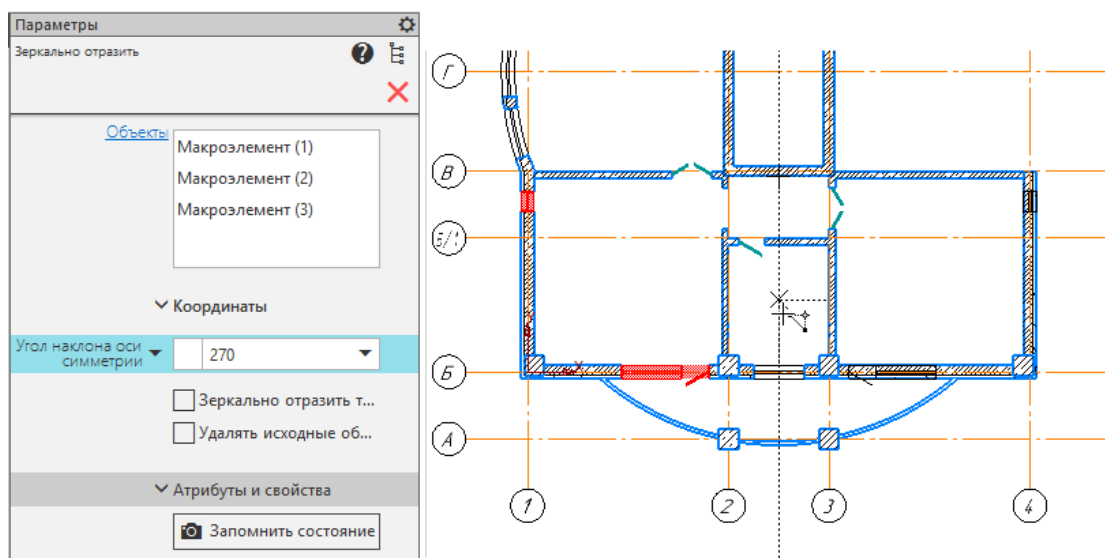 Параметры
Зеркально отразить
Объекты
Макроэлемент (1)
Макроэлемент (2)
Макроэлемент (3)
Координаты
Угол наклона оси
симметрии
270
Зеркально отразить т...
Удалять исходные об...
Атрибуты и свойства
Запомнить состояние
Г
В
Б/1
Б
А
X
1
2
3
4